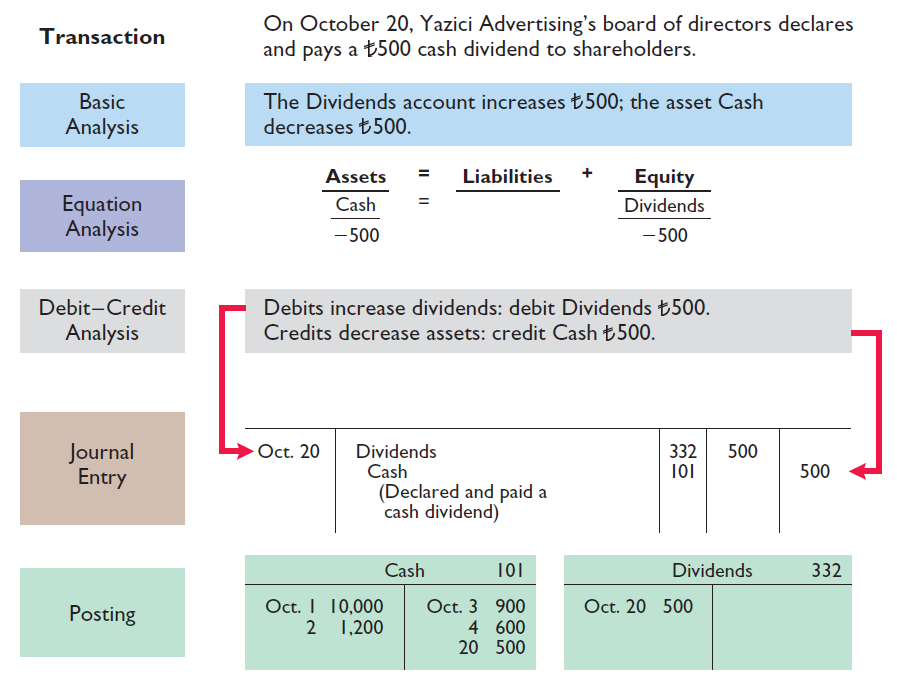 Transaction
On October 20, Yazici Advertising’s board of directors declares
and pays a ₺500 cash dividend to shareholders.
Basic
Analysis
The Dividends account increases ₺500; the asset Cash
decreases ₺500.
Equation
Analysis
Assets = Liabilities + Equity
Cash = Dividends
−500 −500
Debit–Credit
Analysis
Debits increase dividends: debit Dividends ₺500.
Credits decrease assets: credit Cash ₺500.
Journal
Entry
Oct. 20 Dividends 332 500
Cash 101 500
(Declared and paid a
cash dividend)
Posting
Cash 101
Oct. 1 10,000 Oct. 3 900
2 1,200 4 600
20 500
Dividends 332
Oct. 20 500